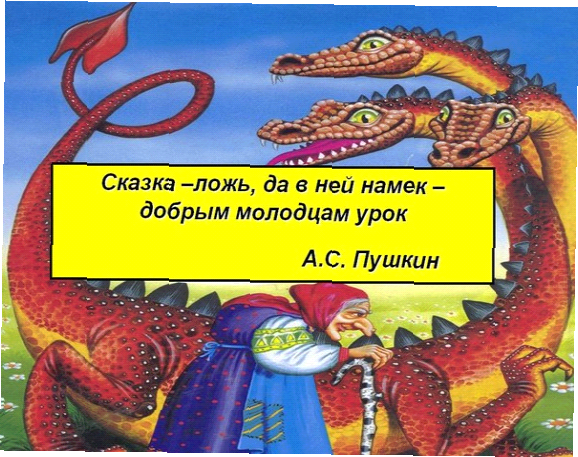 Сказка –ложь, да в ней намек –
добрым молодцам урок
А.С. Пушкин